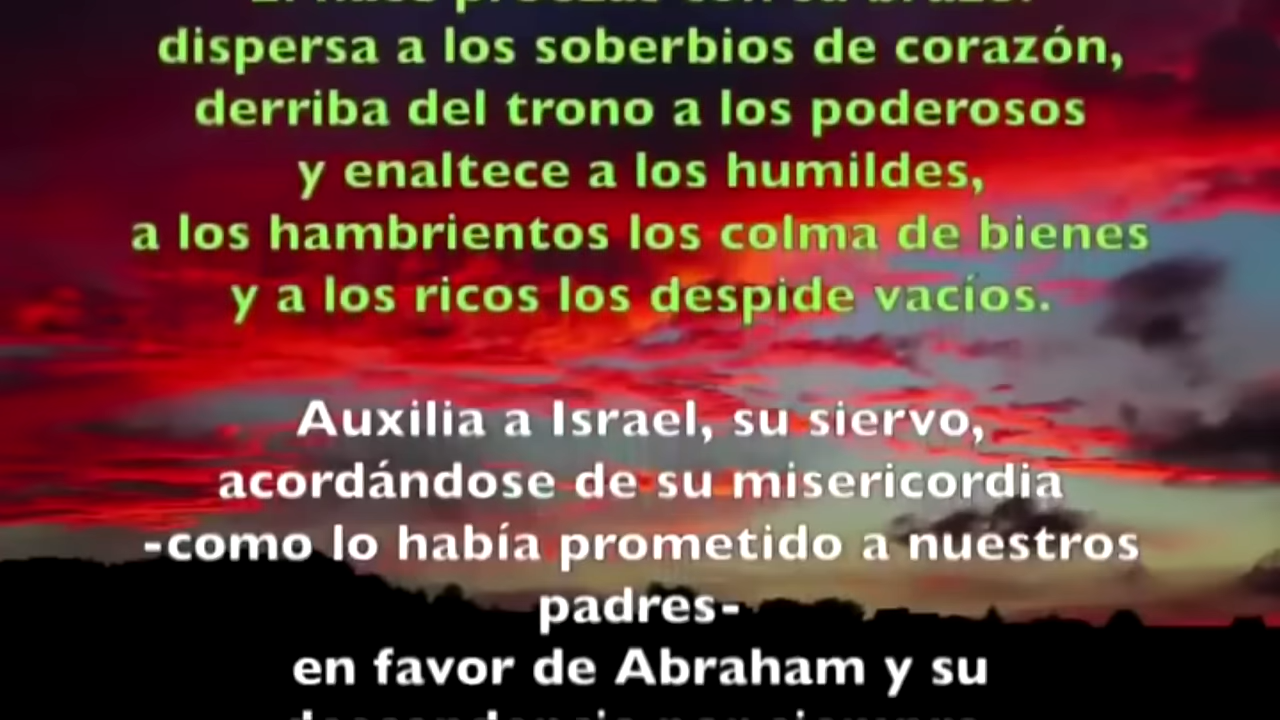 dispersa a los soberbios de corazón,
derriba del trono a los poderosos
y enaltece a los humildes,
a los hambrientos los colma de bienes
y a los ricos los despide vacíos.
Auxilia a Israel, su siervo,
acordándose de su misericordia
-como lo había prometido a nuestros
padres-
en favor de Abraham y su